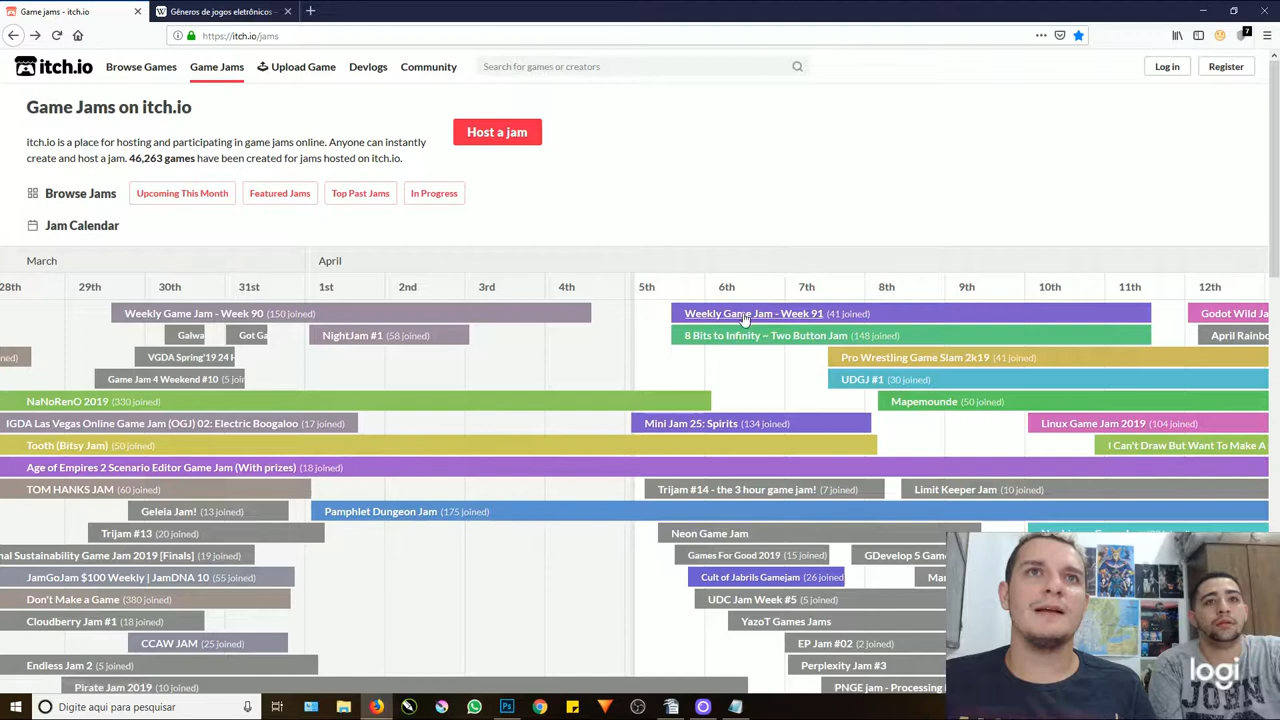 Game jams - itch.io
Gêneros de jogos eletrônicos –
https://itch.io/jams
7
itch.io
Browse Games
Game Jams
Upload Game
Devlogs
Community
Search for games or creators
Log in
Register
Game Jams on itch.io
itch.io is a place for hosting and participating in game jams online. Anyone can instantly
create and host a jam. 46,263 games have been created for jams hosted on itch.io.
Host a jam
Browse Jams
Upcoming This Month
Featured Jams
Top Past Jams
In Progress
Jam Calendar
March
April
28th
29th
30th
31st
1st
2nd
3rd
4th
5th
6th
7th
8th
9th
10th
11th
12th
Weekly Game Jam - Week 90 (150 joined)
Weekly Game Jam - Week 91 (41 joined)
Godot Wild Ja
Galwa
Got Ga
NightJam #1 (58 joined)
8 Bits to Infinity ~ Two Button Jam (148 joined)
April Rainbo
ned)
VGDA Spring'19 24 H
Pro Wrestling Game Slam 2k19 (41 joined)
Game Jam 4 Weekend #10 (5 join
UDGJ #1 (30 joined)
NaNoRenO 2019 (330 joined)
Mapemounde (50 joined)
IGDA Las Vegas Online Game Jam (OGJ) 02: Electric Boogaloo (17 joined)
Mini Jam 25: Spirits (134 joined)
Linux Game Jam 2019 (104 joined)
Tooth (Bitsy Jam) (50 joined)
I Can't Draw But Want To Make A
Age of Empires 2 Scenario Editor Game Jam (With prizes) (18 joined)
TOM HANKS JAM (60 joined)
Trijam #14 - the 3 hour game jam! (7 joined)
Limit Keeper Jam (10 joined)
Geleia Jam! (13 joined)
Pamphlet Dungeon Jam (175 joined)
Trijam #13 (20 joined)
Neon Game Jam
nal Sustainability Game Jam 2019 [Finals] (19 joined)
Games For Good 2019 (15 joined)
GDevelop 5 Game
JamGoJam $100 Weekly | JamDNA 10 (55 joined)
Cult of Jabrils Gamejam (26 joined
Mar
Don't Make a Game (380 joined)
UDC Jam Week #5 (5 joined)
Cloudberry Jam #1 (18 joined)
YazoT Games Jams
CCAW JAM (25 joined)
EP Jam #02 (2 joined)
Endless Jam 2 (5 joined)
Perplexity Jam #3
Pirate Jam 2019 (10 joined)
PNGE jam - Processing
logi
JOHN
Digite aqui para pesquisar